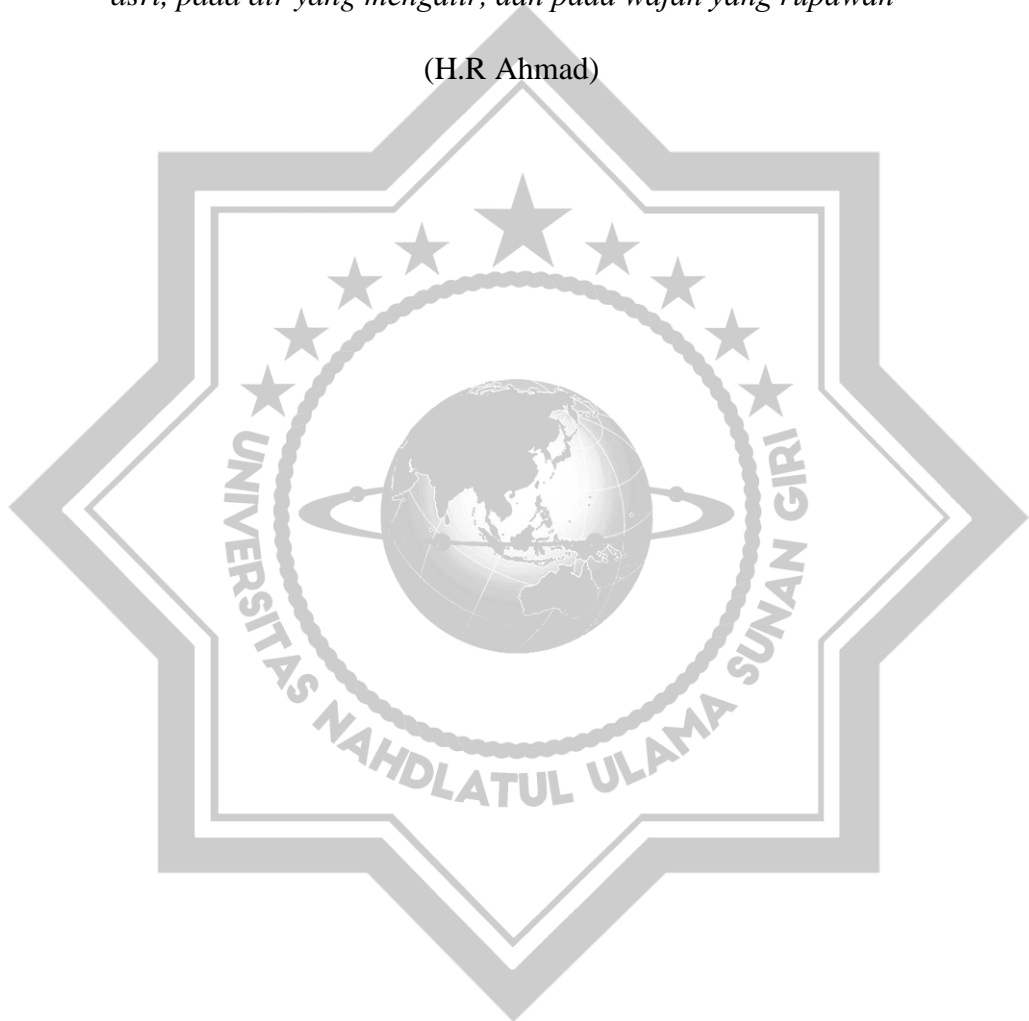 asri, pada air yang mengalir, dan pada wajah yang rupawan"
(H.R Ahmad)
UNIVERSITAS NAHDLATUL ULAMA SUNAN GIRI